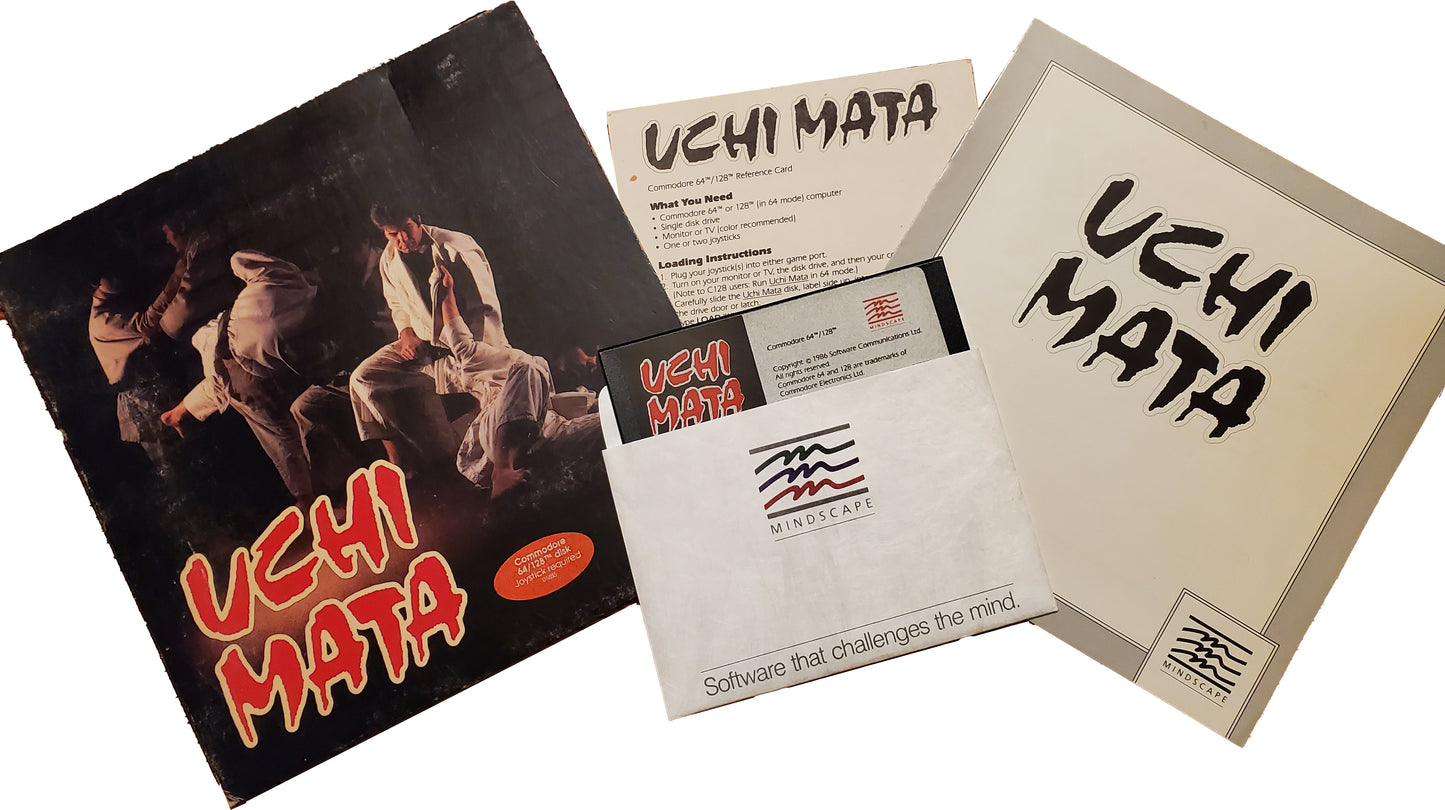 UCHI
MATA
Commodore
64/128™ disk
Joystick required
UCHI MATA
Commodore 64™/128™ Reference Card
What You Need
• Commodore 64™ or 128™ (in 64 mode) computer
• Single disk drive
• Monitor or TV (color recommended)
• One or two joysticks
Loading Instructions
1. Plug your joystick(s) into either game port.
2. Turn on your monitor or TV, the disk drive, and then your
(Note to C128 users: Run Uchi Mata in 64 mode.)
Carefully slide the Uchi Mata disk, label side up,
the drive door or latch.
LOAD
UCHI
MATA
Commodore 64™/128™
MINDSCAPE
Copyright © 1986 Software Communications Ltd.
All rights reserved.
Commodore 64 and 128 are trademarks of
Commodore Electronics Ltd.
MINDSCAPE
Software that challenges the mind.
UCHI
MATA
MINDSCAPE